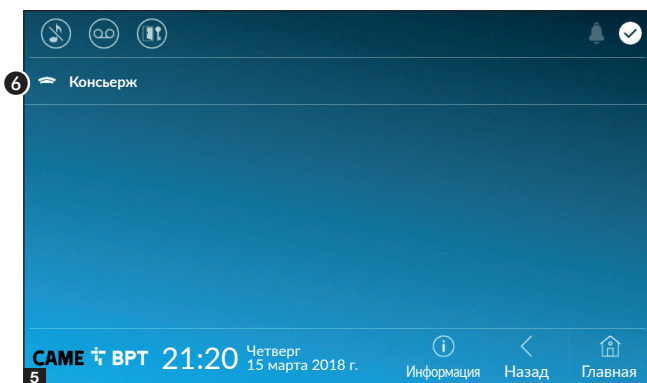 6
Консьерж
CAME BPT
21:20
Четверг
15 марта 2018 г.
Информация
Назад
Главная
5